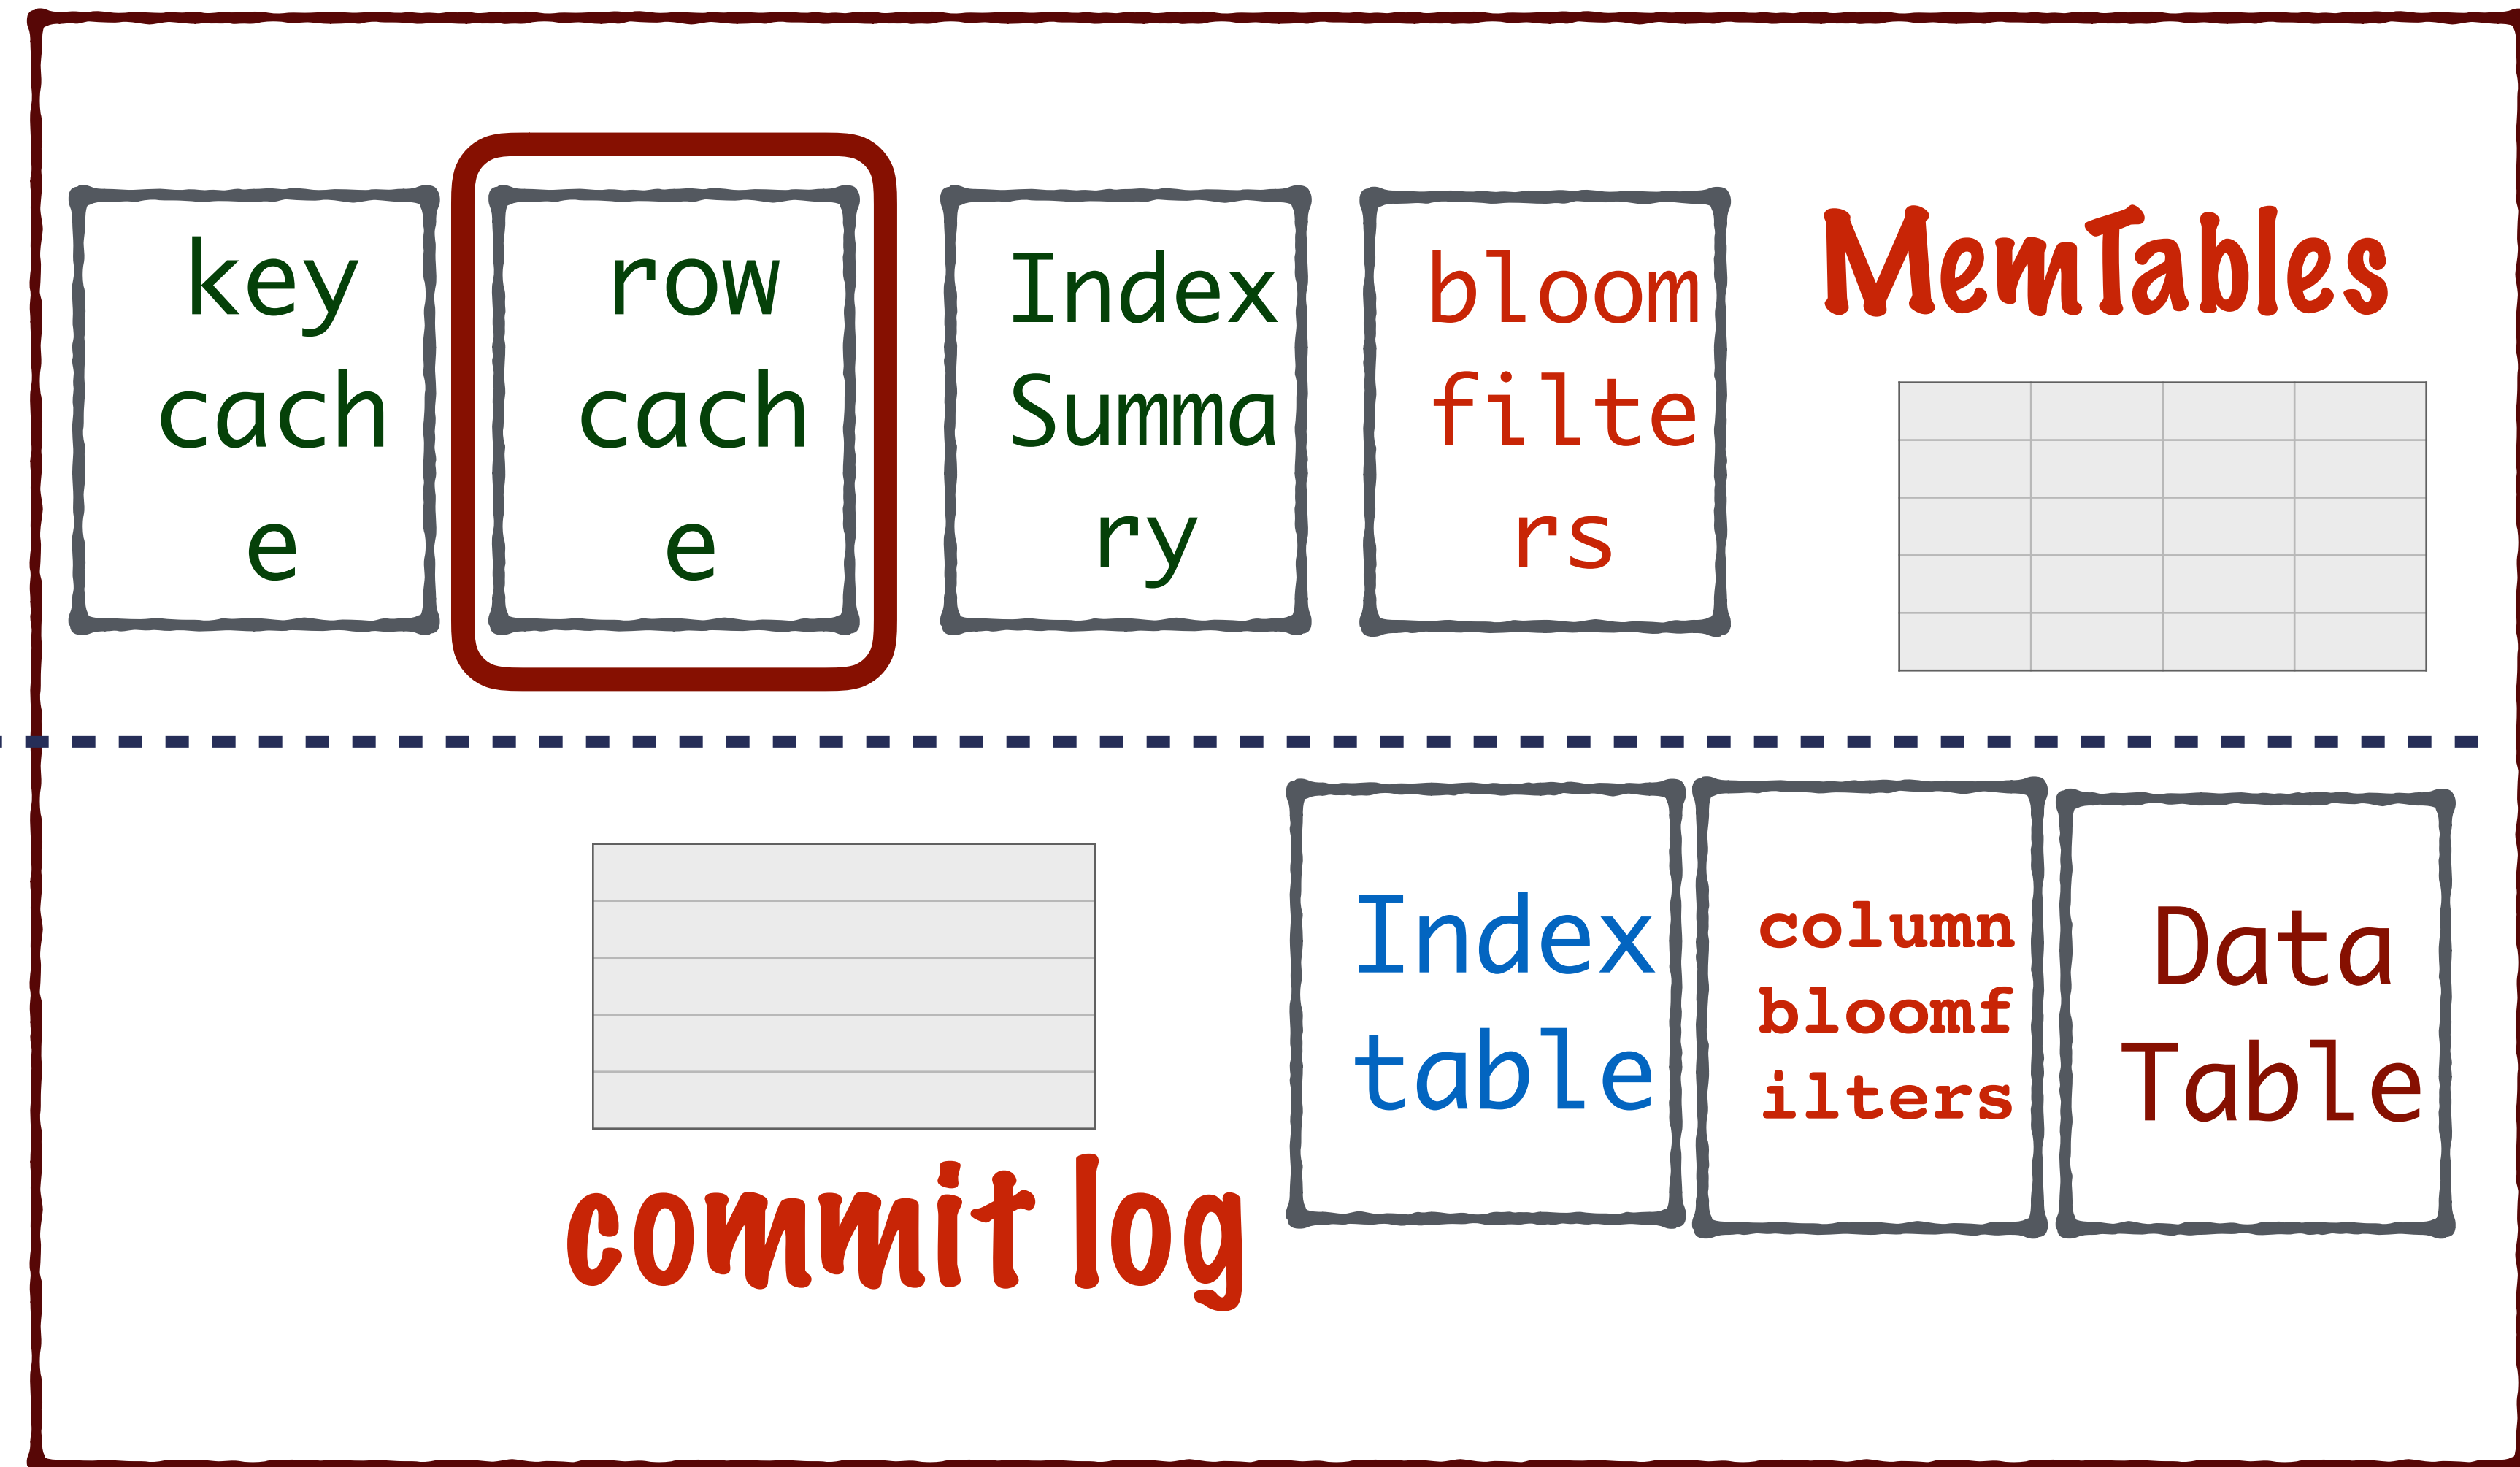 key
cach
e
row
cach
e
Index
Summa
ry
bloom
filte
rs
MemTables
commit log
Index
table
column
bloomf
ilters
Data
Table